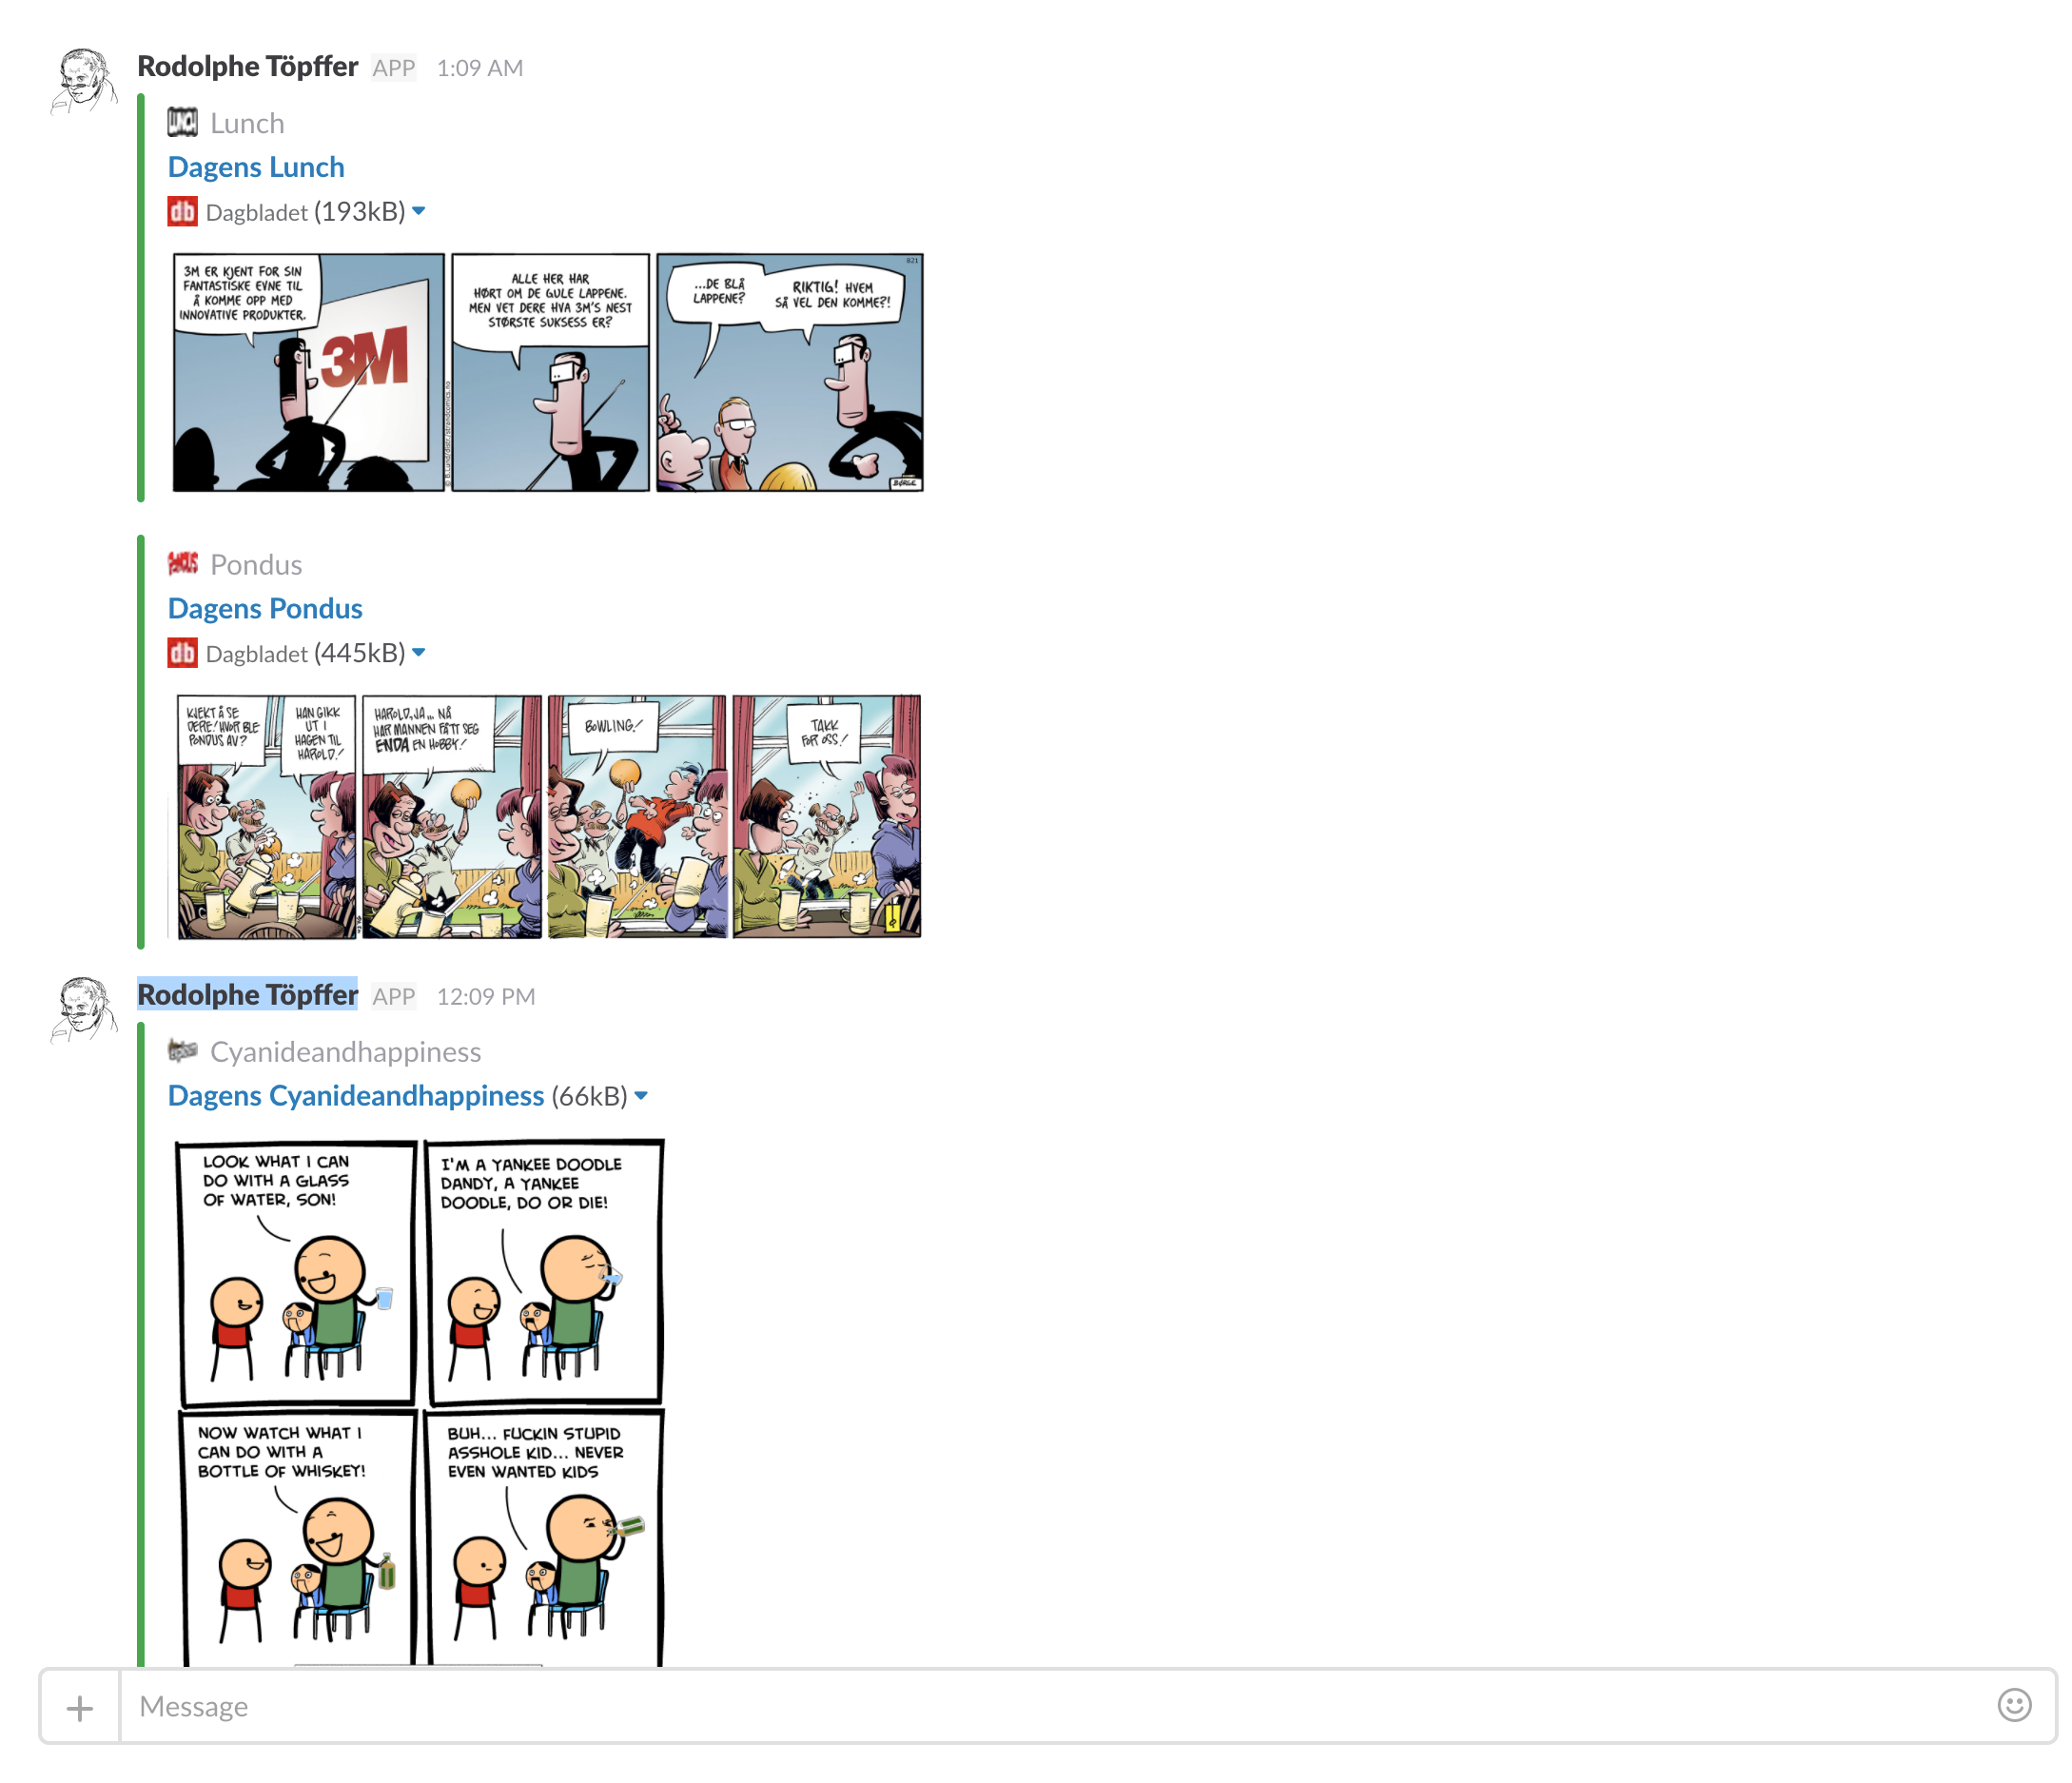 Rodolphe Töpffer APP 1:09 AM
LUNCH Lunch
Dagens Lunch
db Dagbladet (193kB)
3M ER KJENT FOR SIN
FANTASTISKE EVNE TIL
Å KOMME OPP MED
INNOVATIVE PRODUKTER.
3M
ALLE HER HAR
HØRT OM DE GULE LAPPENE.
MEN VET DERE HVA 3M'S NEST
STØRSTE SUKSESS ER?
821
...DE BLÅ
LAPPENE?
RIKTIG! HVEM
SÅ VEL DEN KOMME?!
BØRGE
PONDUS Pondus
Dagens Pondus
db Dagbladet (445kB)
KJEKT Å SE
DERE! HVOR BLE
PONDUS AV?
HAN GIKK
UT I
HAGEN TIL
HAROLD!
HAROLD, JA... NÅ
HAR MANNEN FÅTT SEG
ENDA EN HOBBY!
BOWLING!
TAKK
FOR OSS!
Rodolphe Töpffer APP 12:09 PM
Cyanideandhappiness
Dagens Cyanideandhappiness (66kB)
LOOK WHAT I CAN
DO WITH A GLASS
OF WATER, SON!
I'M A YANKEE DOODLE
DANDY, A YANKEE
DOODLE, DO OR DIE!
NOW WATCH WHAT I
CAN DO WITH A
BOTTLE OF WHISKEY!
BUH... FUCKIN STUPID
ASSHOLE KID... NEVER
EVEN WANTED KIDS
Message